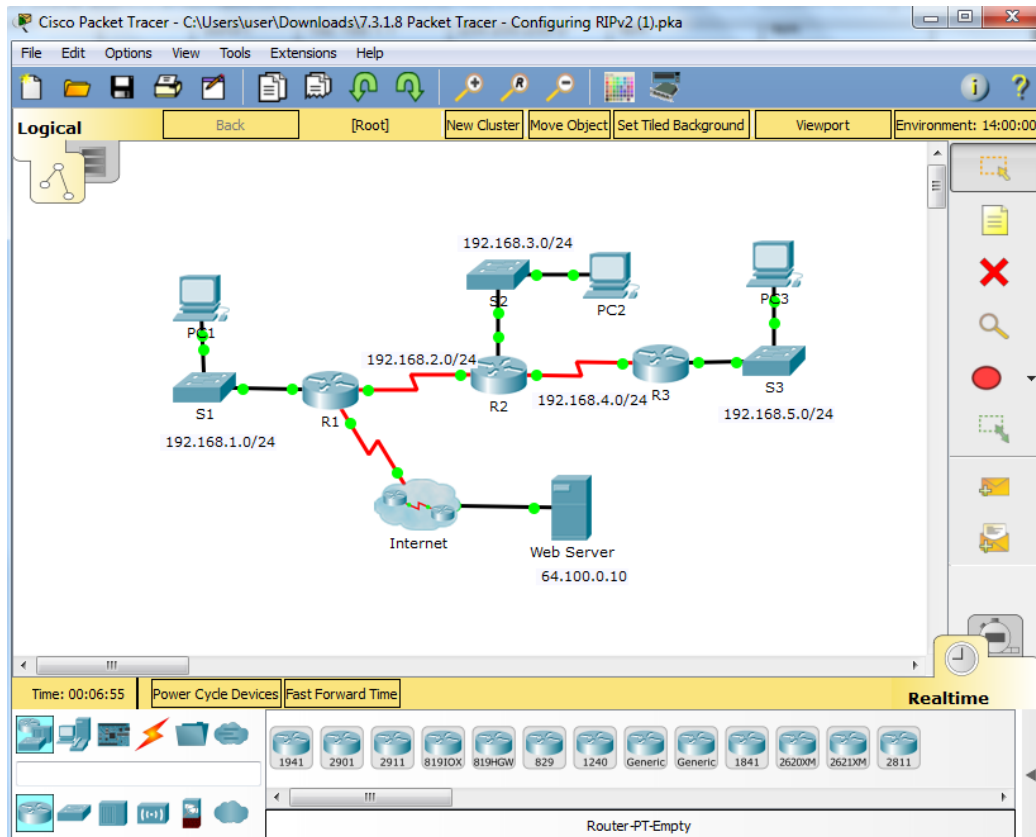 Cisco Packet Tracer - C:\Users\user\Downloads\7.3.1.8 Packet Tracer - Configuring RIPv2 (1).pka
File Edit Options View Tools Extensions Help
Logical Back [Root] New Cluster Move Object Set Tiled Background Viewport Environment: 14:00:00
192.168.3.0/24
S2
PC2
PC3
PC1
192.168.2.0/24
R2
192.168.4.0/24
R3
S3
192.168.5.0/24
S1
R1
192.168.1.0/24
Internet
Web Server
64.100.0.10
Time: 00:06:55 Power Cycle Devices Fast Forward Time Realtime
1941 2901 2911 819IOX 819HGW 829 1240 Generic Generic 1841 2620XM 2621XM 2811
Router-PT-Empty